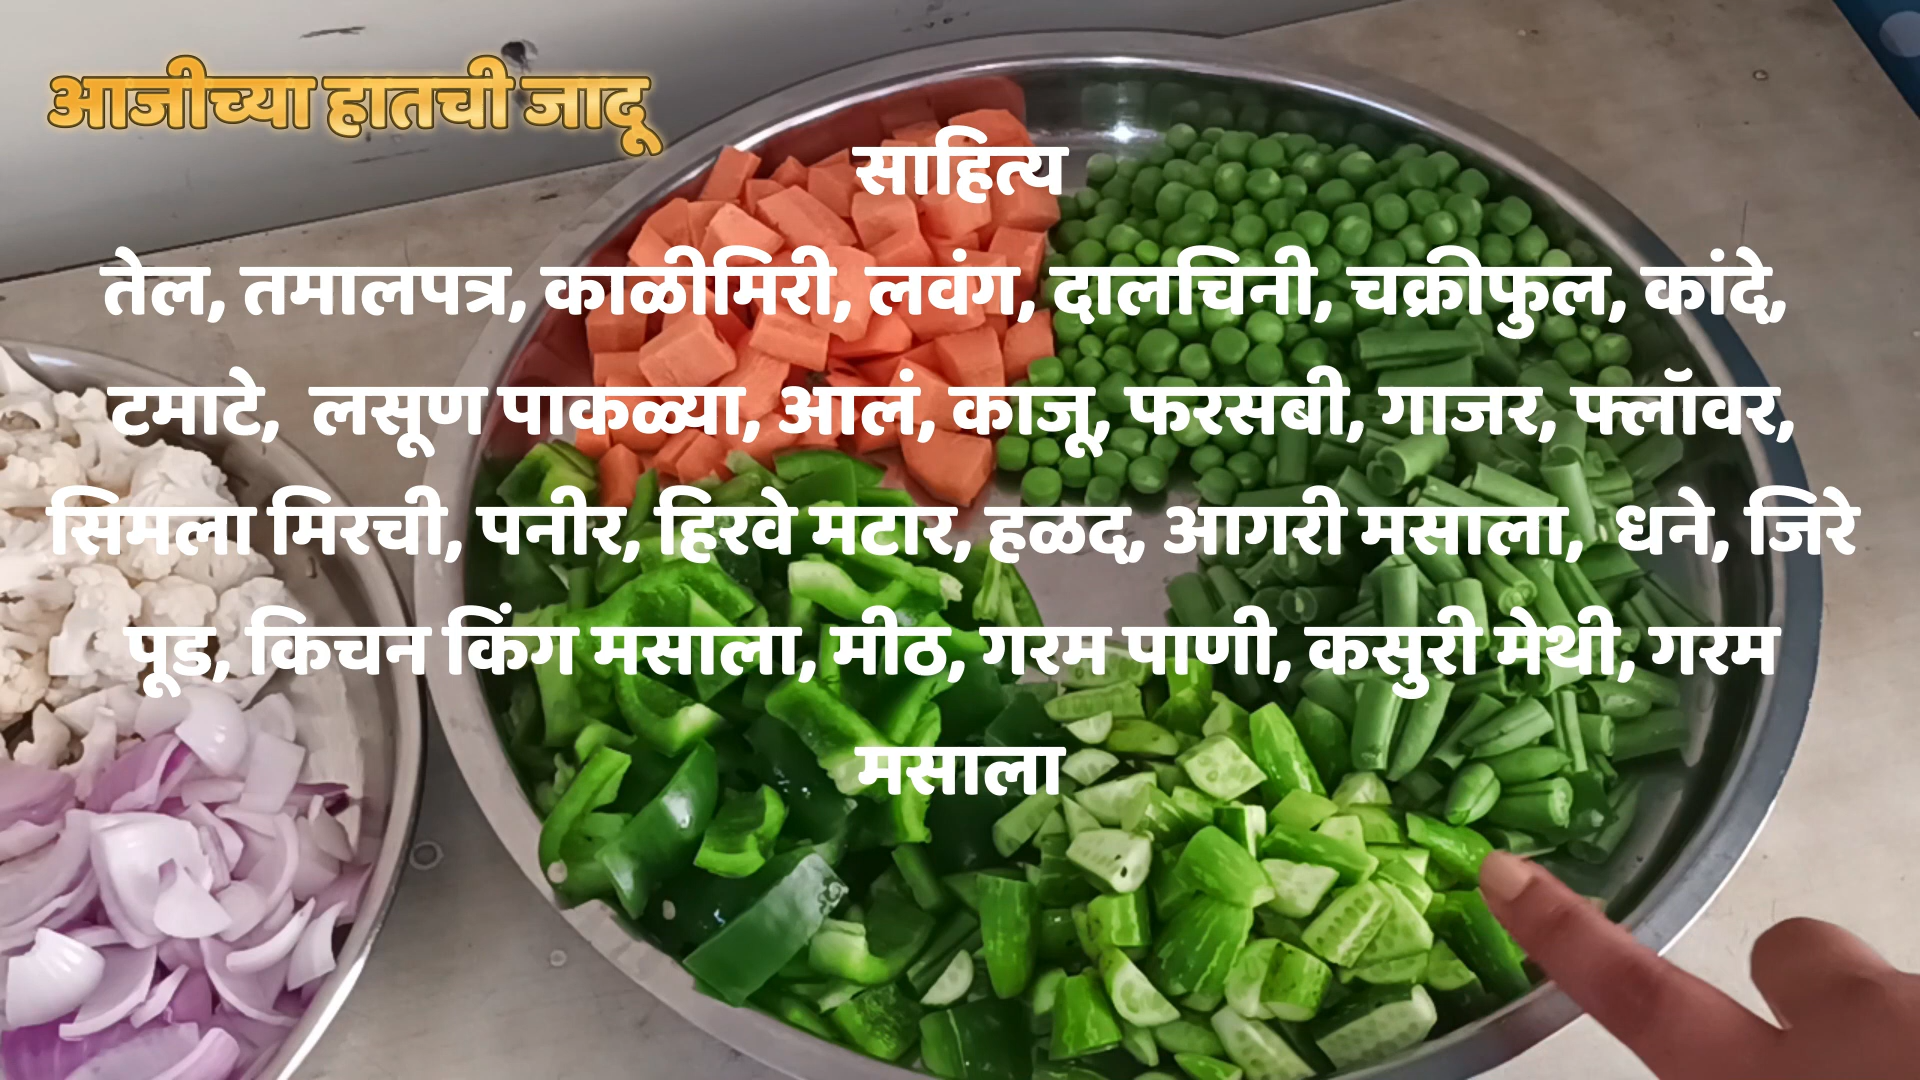 आजीच्या हातची जादू
साहित्य
तेल, तमालपत्र, काळीमिरी, लवंग, दालचिनी, चक्रीफुल, कांदे,
टमाटे, लसूण पाकळ्या, आलं, काजू, फरसबी, गाजर, फ्लॉवर,
सिमला मिरची, पनीर, हिरवे मटार, हळद, आगरी मसाला, धने, जिरे
पूड, किचन किंग मसाला, मीठ, गरम पाणी, कसुरी मेथी, गरम
मसाला